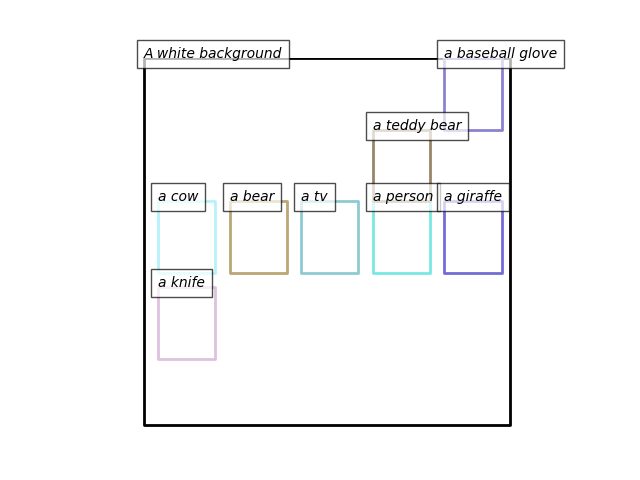 A white background
a baseball glove
a teddy bear
a cow
a bear
a tv
a person
a giraffe
a knife